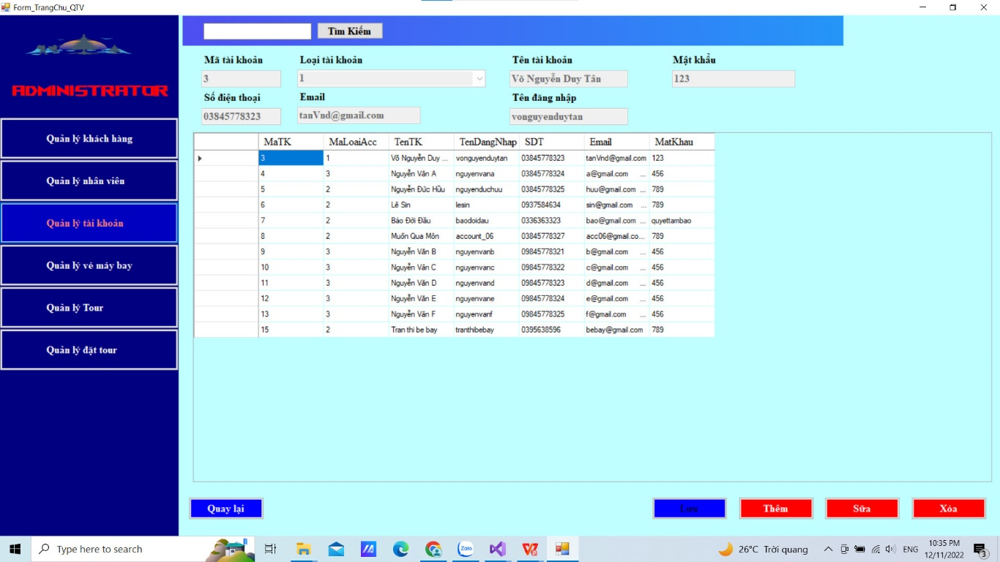 Form_TrangChu_QTV
Tìm Kiếm
ADMINISTRATOR
Quản lý khách hàng
Quản lý nhân viên
Quản lý tài khoản
Quản lý vé máy bay
Quản lý Tour
Quản lý đặt tour
Mã tài khoản Loại tài khoản Tên tài khoản Mật khẩu
3 1 Võ Nguyễn Duy Tân 123
Số điện thoại Email Tên đăng nhập
03845778323 tanVnd@gmail.com vonguyenduytan
MaTK MaLoaiAcc TenTK TenDangNhap SDT Email MatKhau
3 1 Võ Nguyễn Duy ... vonguyenduytan 03845778323 tanVnd@gmail.com 123
4 3 Nguyễn Văn A nguyenvana 03845778324 a@gmail.com ... 456
5 2 Nguyễn Đức Hữu nguyenduchuu 03845778325 huu@gmail.com ... 789
6 2 Lê Sin lesin 0937584634 sin@gmail.com ... 789
7 2 Báo Đời Đầu baodoidau 0336363323 bao@gmail.com ... quyettambao
8 2 Muốn Qua Môn account_06 03845778327 acc06@gmail.co... 789
9 3 Nguyễn Văn B nguyenvanb 09845778321 b@gmail.com ... 456
10 3 Nguyễn Văn C nguyenvanc 09845778322 c@gmail.com ... 456
11 3 Nguyễn Văn D nguyenvand 09845778323 d@gmail.com ... 456
12 3 Nguyễn Văn E nguyenvane 09845778324 e@gmail.com ... 456
13 3 Nguyễn Văn F nguyenvanf 09845778325 f@gmail.com ... 456
15 2 Tran thi be bay tranthibebay 0395638596 bebay@gmail.com 789
Quay lại Lưu Thêm Sữa Xóa
Type here to search Zalo 26°C Trời quang ENG 10:35 PM
12/11/2022 3